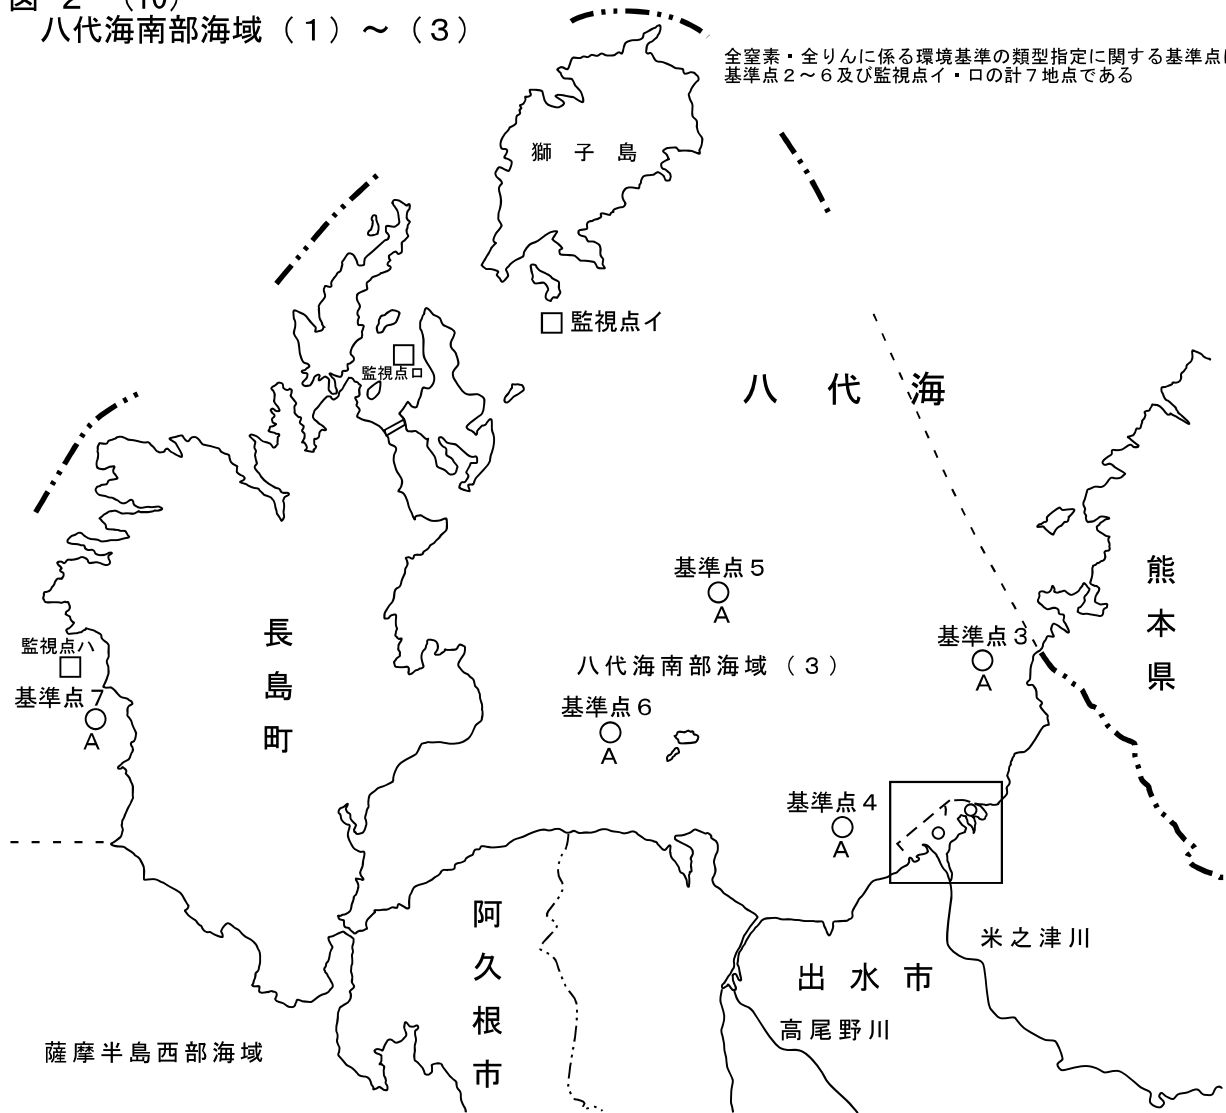 図 2 (10)
八代海南部海域（１）～（３）
全窒素・全りんに係る環境基準の類型指定に関する基準点は
基準点２～６及び監視点イ・ロの計７地点である
獅子島
監視点イ
監視点ロ
八代海
熊本県
基準点５
A
長島町
監視点ハ
基準点７
A
八代海南部海域（３）
基準点３
A
基準点６
A
基準点４
A
阿久根市
米之津川
出水市
高尾野川
薩摩半島西部海域